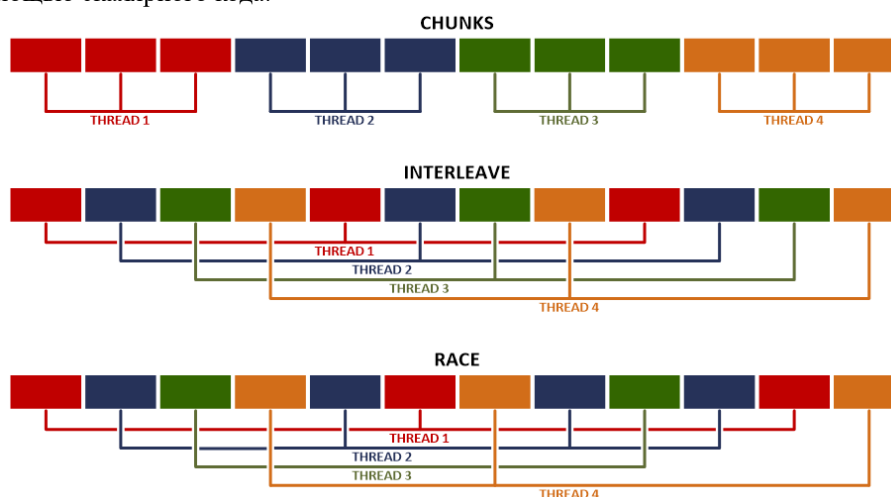 CHUNKS
THREAD 1 THREAD 2 THREAD 3 THREAD 4
INTERLEAVE
THREAD 1
THREAD 2
THREAD 3
THREAD 4
RACE
THREAD 1
THREAD 2
THREAD 3
THREAD 4